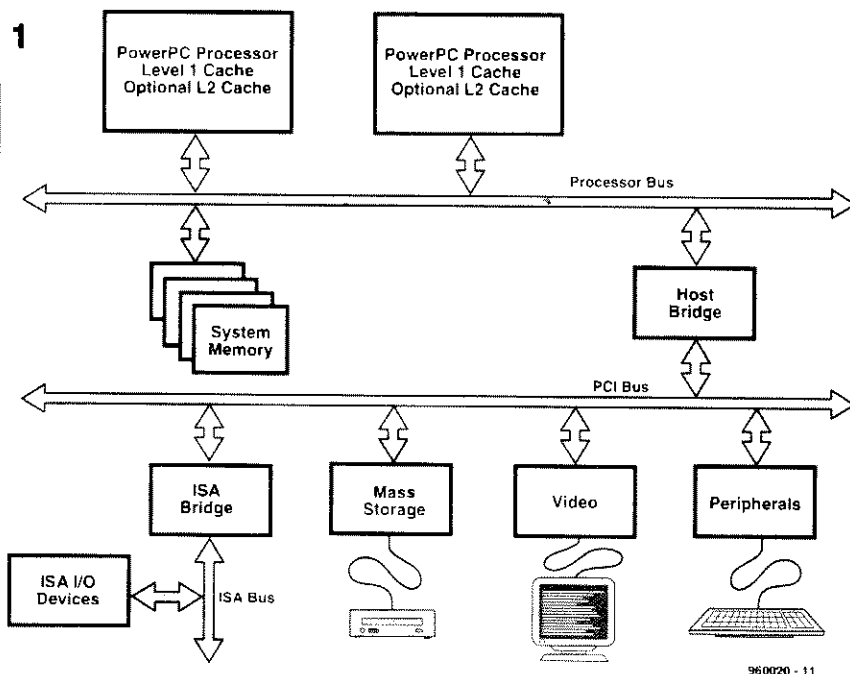 1
PowerPC Processor
Level 1 Cache
Optional L2 Cache
PowerPC Processor
Level 1 Cache
Optional L2 Cache
Processor Bus
System
Memory
Host
Bridge
PCI Bus
ISA
Bridge
Mass
Storage
Video
Peripherals
ISA I/O
Devices
ISA Bus
960020 - 11